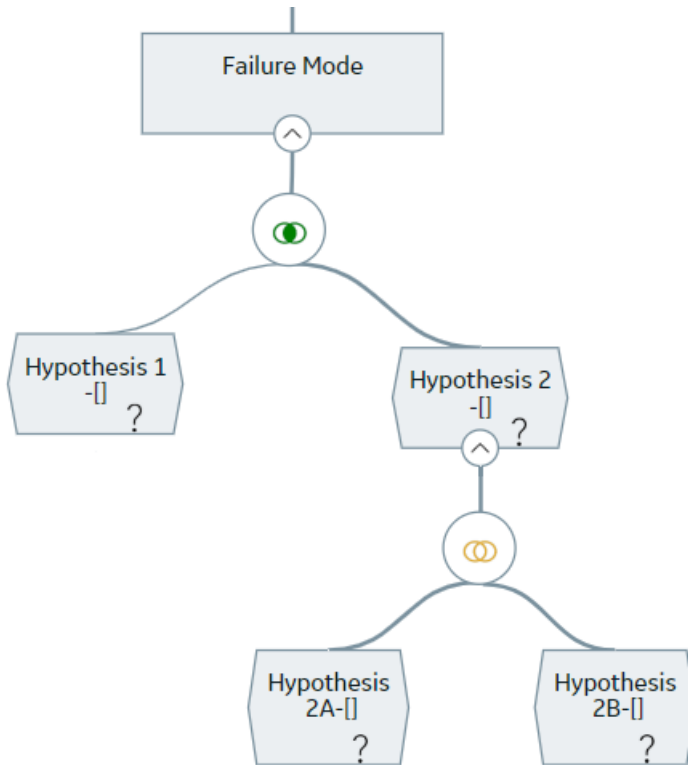 Failure Mode
Hypothesis 1
-[]
?
Hypothesis 2
-[]
?
Hypothesis
2A-[]
?
Hypothesis
2B-[]
?